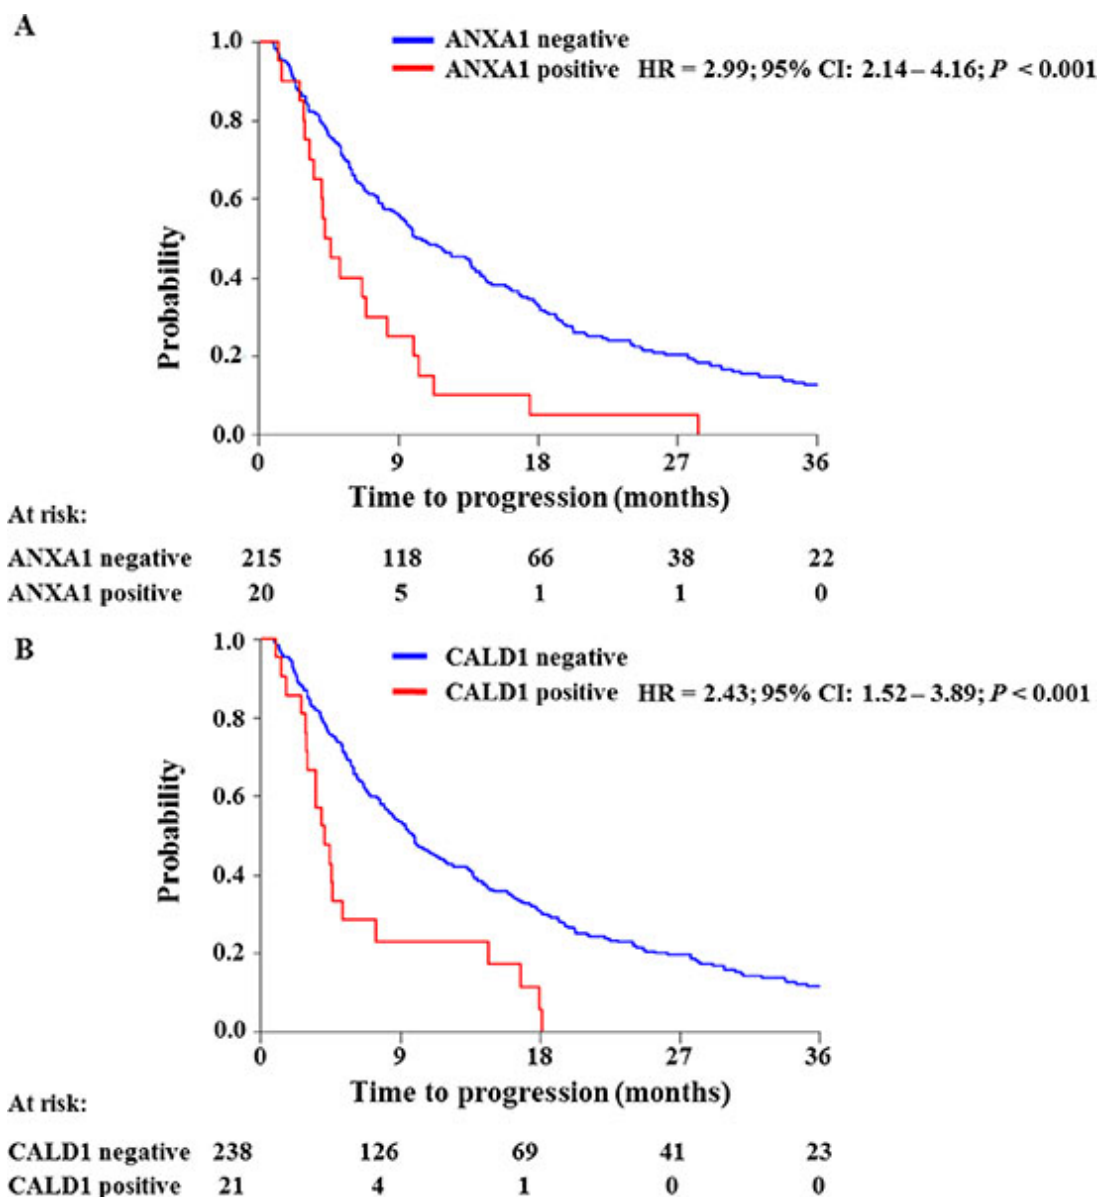 A
ANXA1 negative
ANXA1 positive HR = 2.99; 95% CI: 2.14 – 4.16; P < 0.001
1.0
0.8
0.6
0.4
0.2
0.0
Probability
0 9 18 27 36
Time to progression (months)
At risk:
ANXA1 negative 215 118 66 38 22
ANXA1 positive 20 5 1 1 0
B
CALD1 negative
CALD1 positive HR = 2.43; 95% CI: 1.52 – 3.89; P < 0.001
1.0
0.8
0.6
0.4
0.2
0.0
Probability
0 9 18 27 36
Time to progression (months)
At risk:
CALD1 negative 238 126 69 41 23
CALD1 positive 21 4 1 0 0